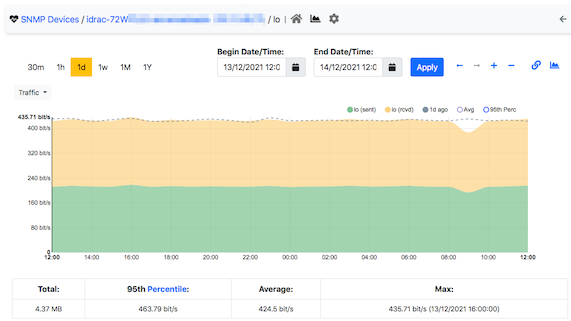 SNMP Devices / idrac-72W / lo |
Begin Date/Time: End Date/Time:
30m 1h 1d 1w 1M 1Y 13/12/2021 12:0 14/12/2021 12:0 Apply
Traffic
lo (sent) lo (rcvd) 1d ago Avg 95th Perc
435.71 bit/s
400 bit/s
320 bit/s
240 bit/s
160 bit/s
80 bit/s
0
12:00 14:00 16:00 18:00 20:00 22:00 00:00 02:00 04:00 06:00 08:00 10:00 12:00
Total: 95th Percentile: Average: Max:
4.37 MB 463.79 bit/s 424.5 bit/s 435.71 bit/s (13/12/2021 16:00:00)